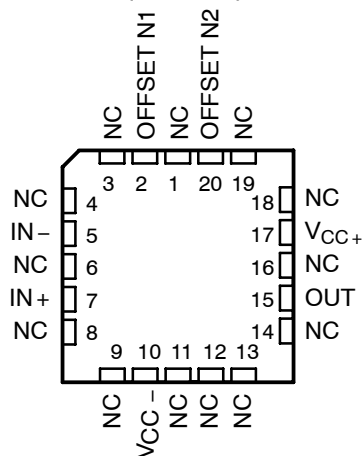 NC
OFFSET N1
NC
OFFSET N2
NC
3 2 1 20 19
NC 4
IN− 5
NC 6
IN+ 7
NC 8
18 NC
17 VCC+
16 NC
15 OUT
14 NC
9 10 11 12 13
NC
VCC−
NC
NC
NC